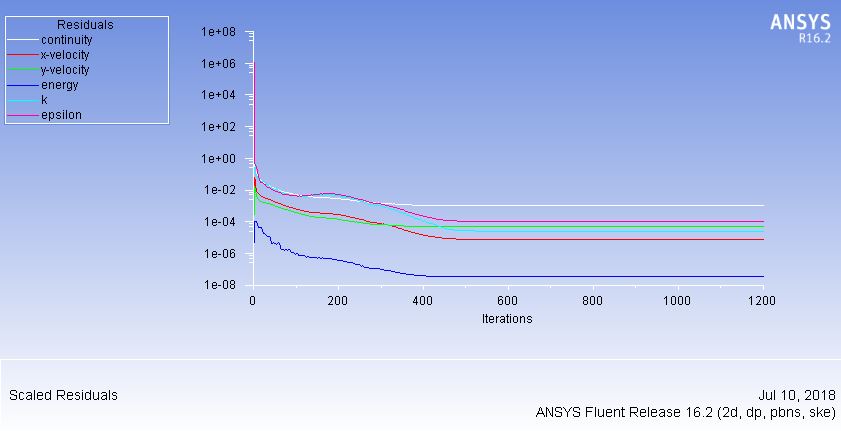 Residuals
continuity
x-velocity
y-velocity
energy
k
epsilon
ANSYS
R16.2
1e+08
1e+06
1e+04
1e+02
1e+00
1e-02
1e-04
1e-06
1e-08
0 200 400 600 800 1000 1200
Iterations
Scaled Residuals
Jul 10, 2018
ANSYS Fluent Release 16.2 (2d, dp, pbns, ske)